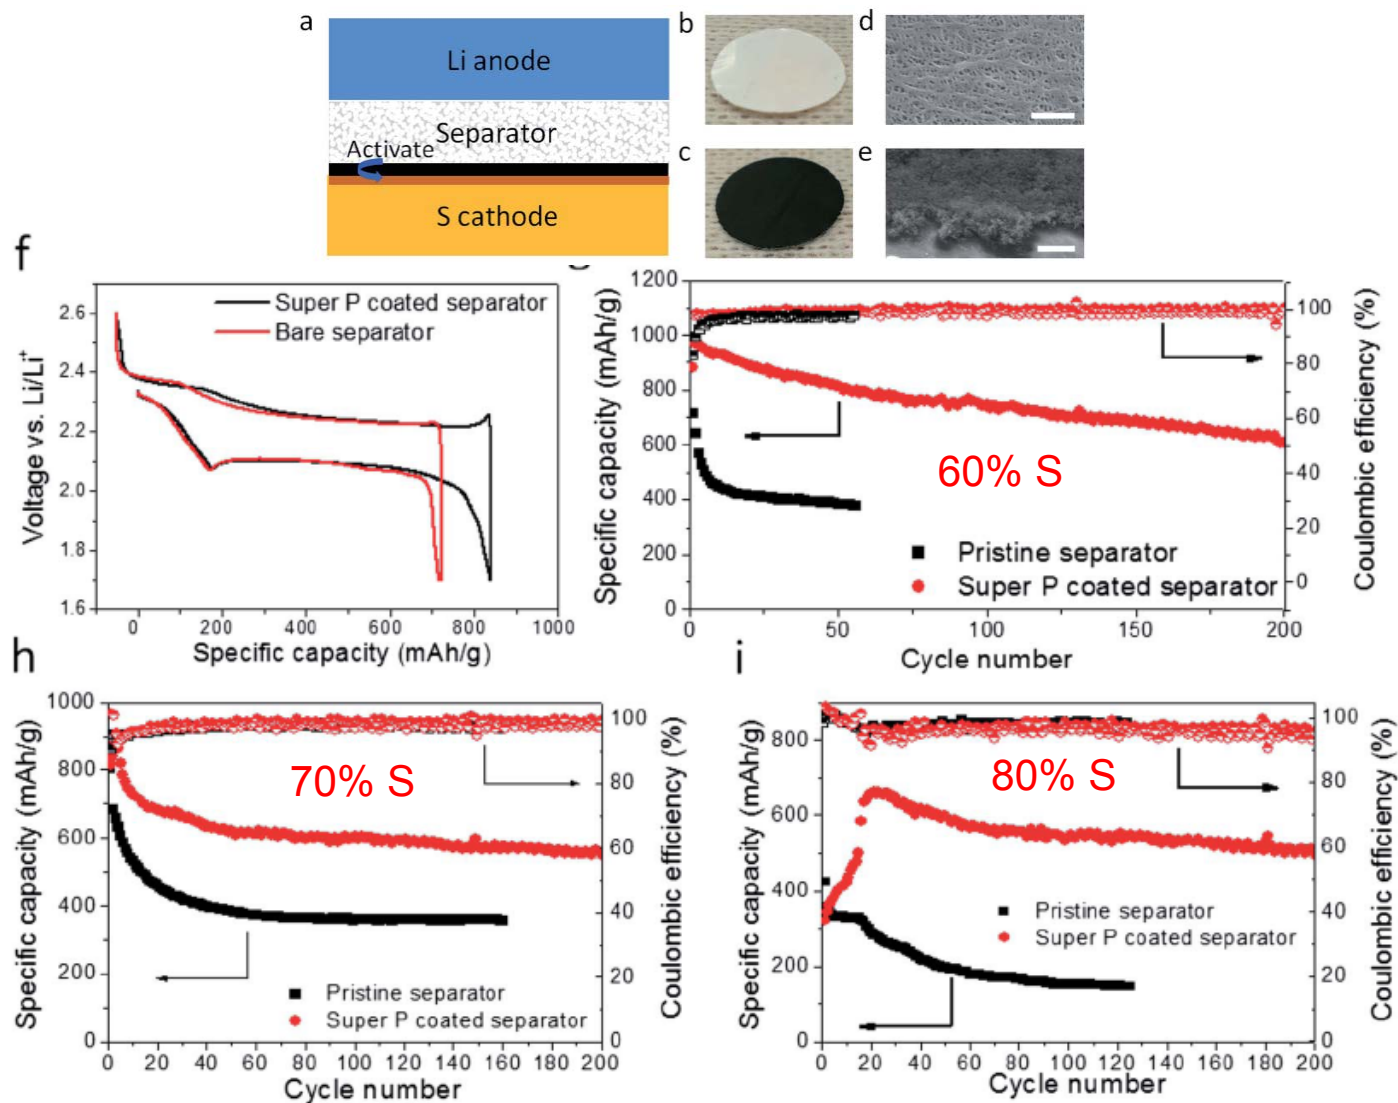 a
Li anode
Separator
Activate
S cathode
b
c
d
e
f
Voltage vs. Li/Li⁺
2.6
2.4
2.2
2.0
1.8
1.6
Super P coated separator
Bare separator
0 200 400 600 800 1000
Specific capacity (mAh/g)
Specific capacity (mAh/g)
1200
1000
800
600
400
200
0
60% S
Pristine separator
Super P coated separator
100
80
60
40
20
0
Coulombic efficiency (%)
0 50 100 150 200
Cycle number
h
Specific capacity (mAh/g)
1000
800
600
400
200
0
70% S
Pristine separator
Super P coated separator
100
80
60
40
20
0
Coulombic efficiency (%)
0 20 40 60 80 100 120 140 160 180 200
Cycle number
i
Specific capacity (mAh/g)
800
600
400
200
0
80% S
Pristine separator
Super P coated separator
100
80
60
40
20
0
Coulombic efficiency (%)
0 20 40 60 80 100 120 140 160 180 200
Cycle number